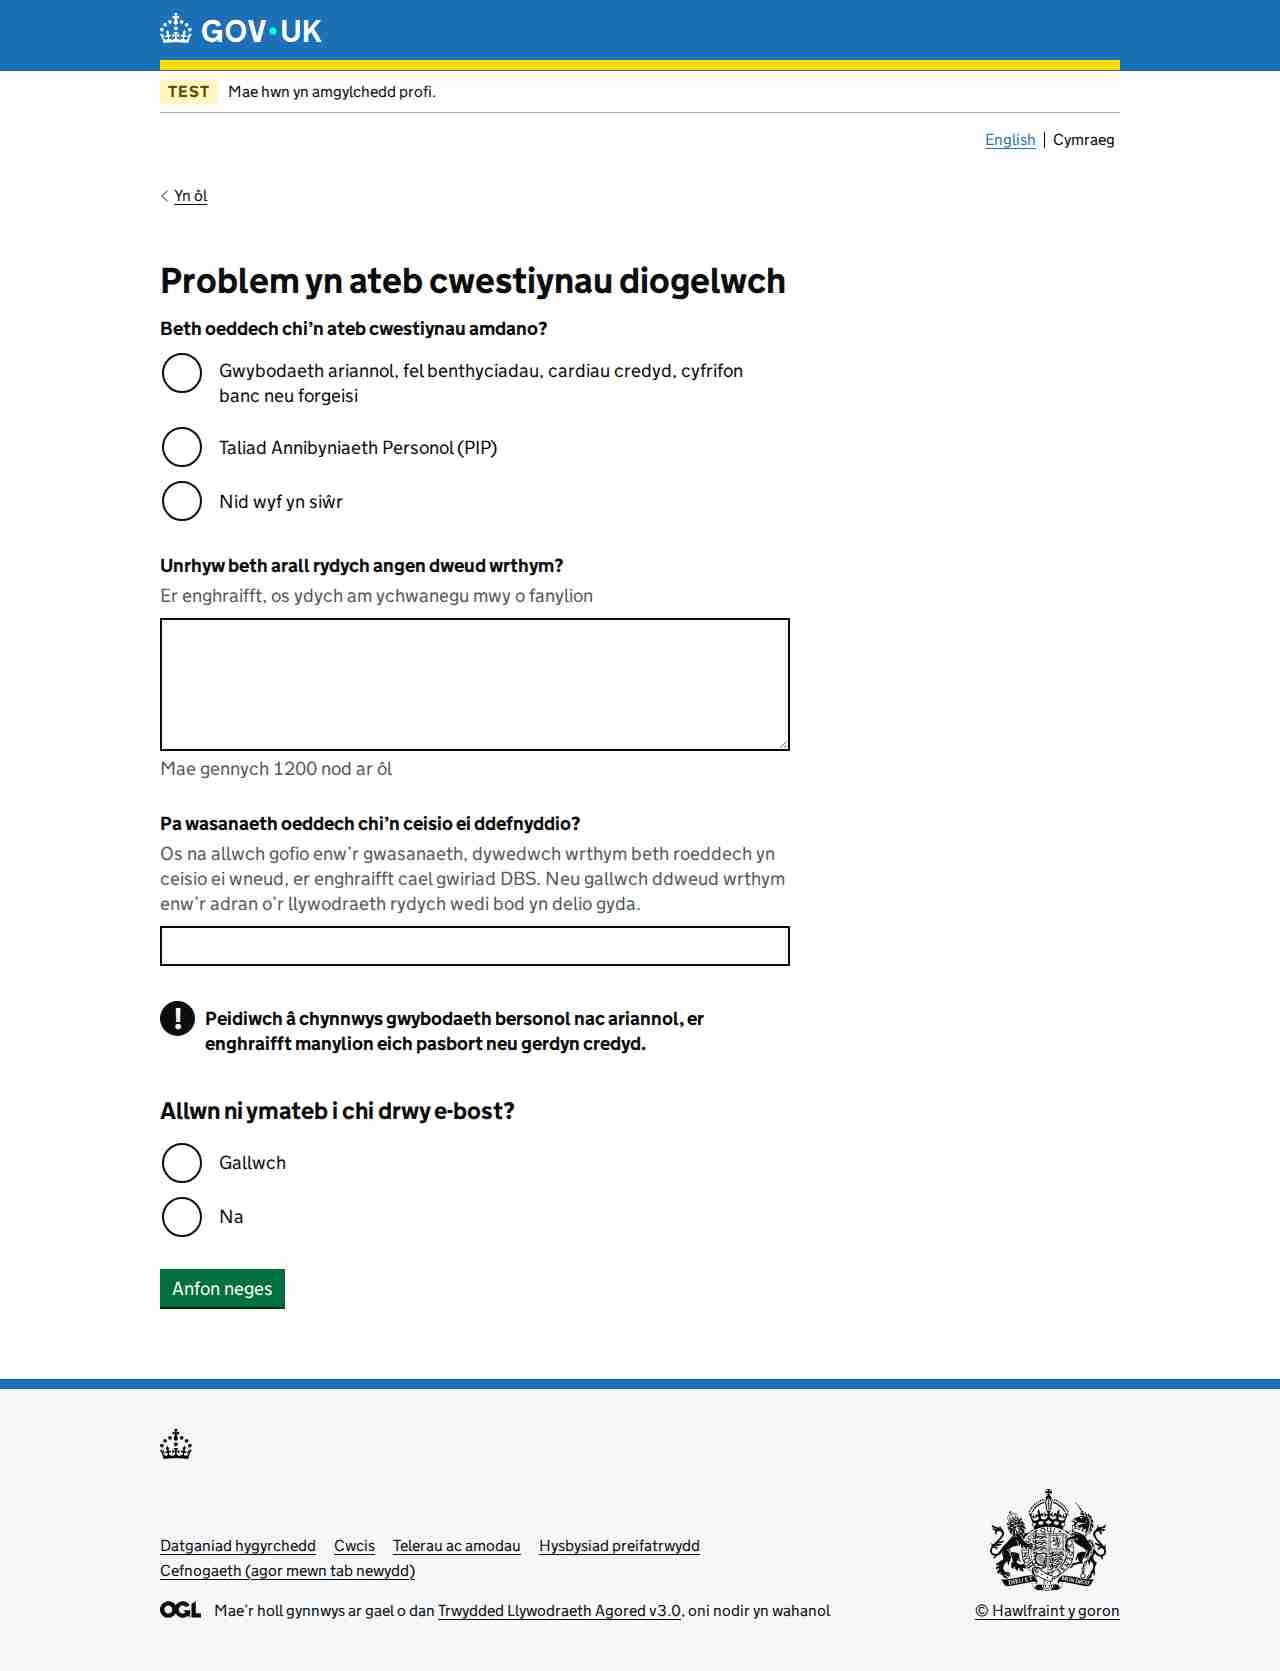 GOV·UK
TEST Mae hwn yn amgylchedd profi.
English | Cymraeg
Yn ôl
Problem yn ateb cwestiynau diogelwch
Beth oeddech chi’n ateb cwestiynau amdano?
Gwybodaeth ariannol, fel benthyciadau, cardiau credyd, cyfrifon
banc neu forgeisi
Taliad Annibyniaeth Personol (PIP)
Nid wyf yn siŵr
Unrhyw beth arall rydych angen dweud wrthym?
Er enghraifft, os ydych am ychwanegu mwy o fanylion
Mae gennych 1200 nod ar ôl
Pa wasanaeth oeddech chi’n ceisio ei ddefnyddio?
Os na allwch gofio enw’r gwasanaeth, dywedwch wrthym beth roeddech yn
ceisio ei wneud, er enghraifft cael gwiriad DBS. Neu gallwch ddweud wrthym
enw’r adran o’r llywodraeth rydych wedi bod yn delio gyda.
! Peidiwch â chynnwys gwybodaeth bersonol nac ariannol, er
enghraifft manylion eich pasbort neu gerdyn credyd.
Allwn ni ymateb i chi drwy e-bost?
Gallwch
Na
Anfon neges
Datganiad hygyrchedd Cwcis Telerau ac amodau Hysbysiad preifatrwydd
Cefnogaeth (agor mewn tab newydd)
OGL Mae’r holl gynnwys ar gael o dan Trwydded Llywodraeth Agored v3.0, oni nodir yn wahanol
© Hawlfraint y goron